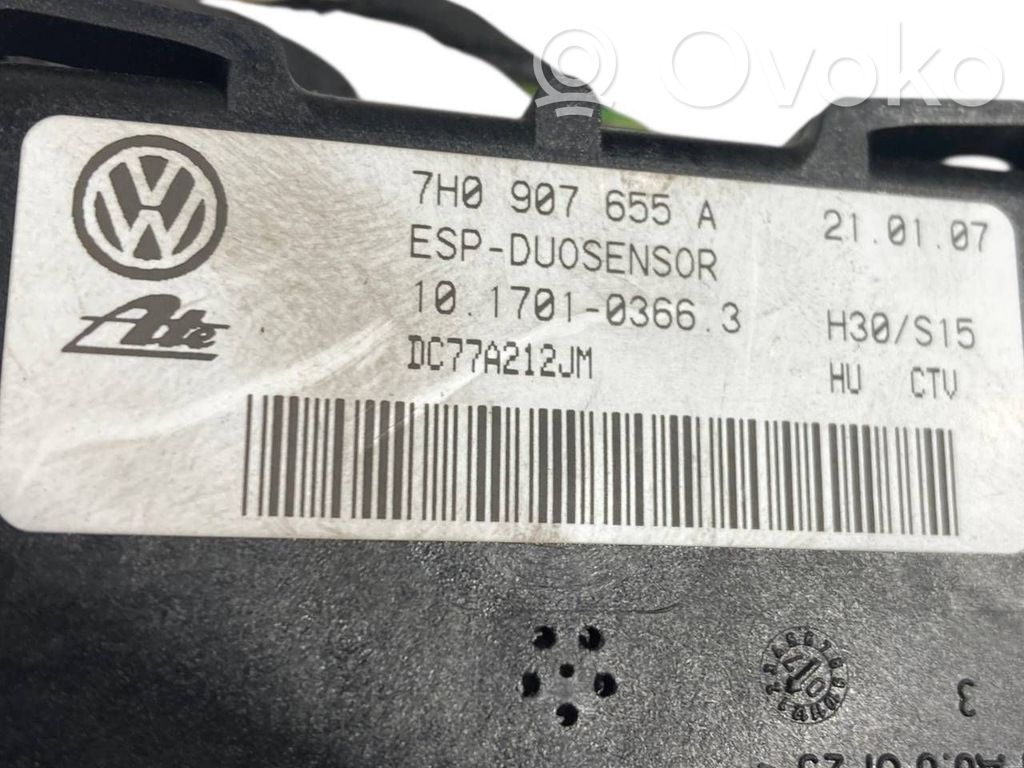 Ovoko
7H0 907 655 A
21.01.07
ESP-DUOSENSOR
10.1701-0366.3
H30/S15
DC77A212JM
HU CTV
Ate
3